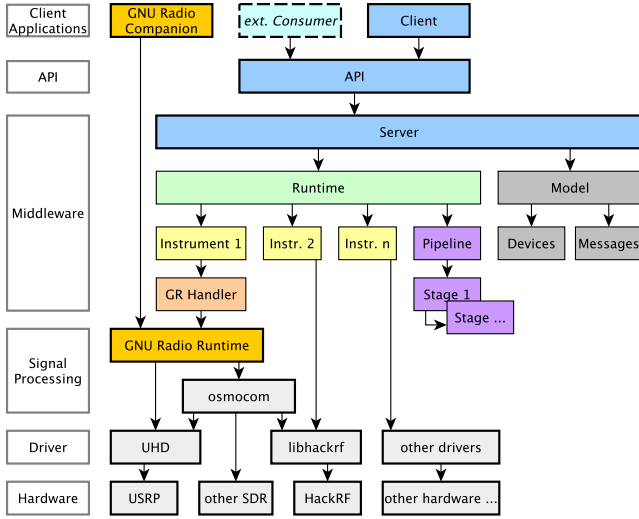 Client
Applications
GNU Radio
Companion
ext. Consumer
Client
API
API
Middleware
Server
Runtime
Model
Instrument 1
Instr. 2
Instr. n
Pipeline
Devices
Messages
GR Handler
Stage 1
Stage ...
Signal
Processing
GNU Radio Runtime
osmocom
Driver
UHD
libhackrf
other drivers
Hardware
USRP
other SDR
HackRF
other hardware ...